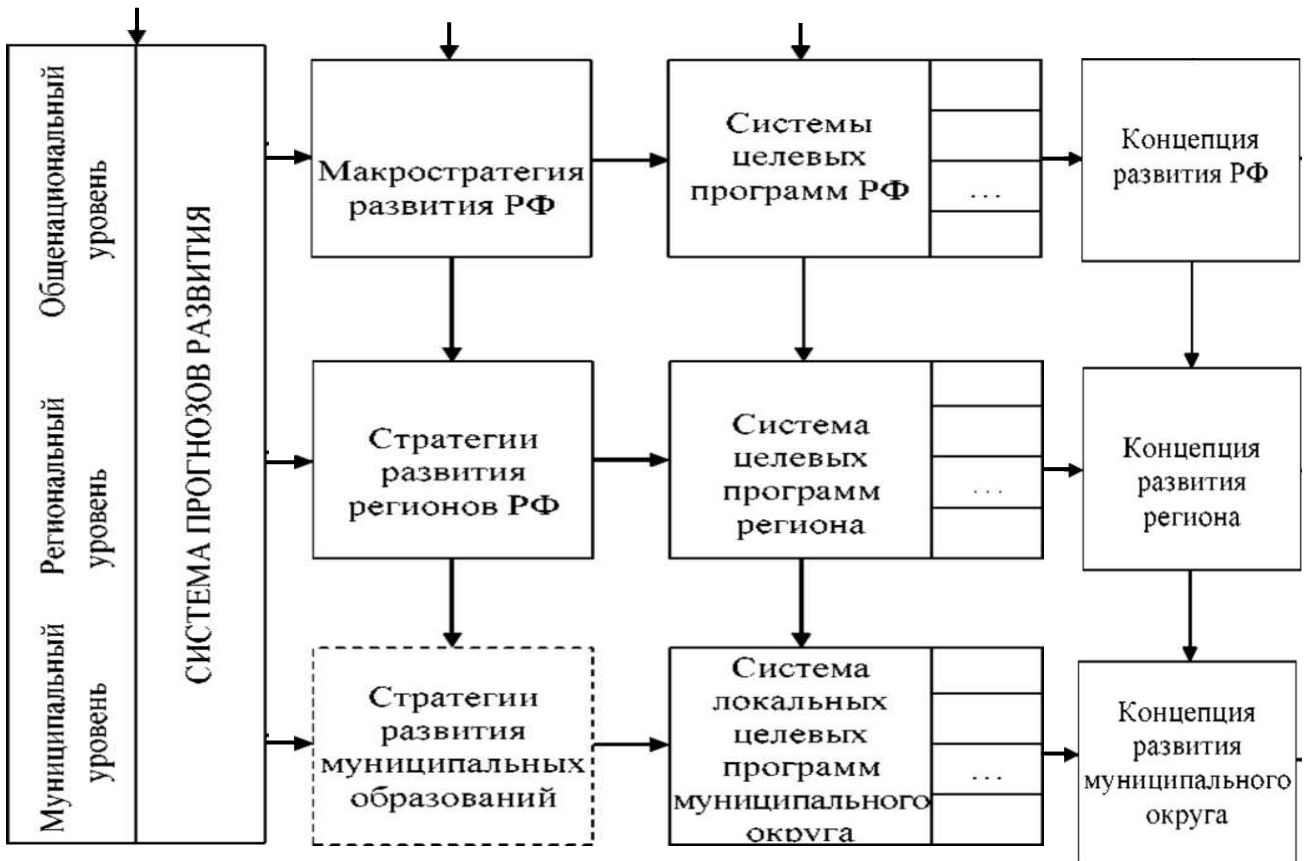 Общенациональный
уровень
Региональный
уровень
Муниципальный
уровень
СИСТЕМА ПРОГНОЗОВ РАЗВИТИЯ
Макростратегия
развития РФ
Системы
целевых
программ РФ
...
Концепция
развития РФ
Стратегии
развития
регионов РФ
Система
целевых
программ
региона
...
Концепция
развития
региона
Стратегии
развития
муниципальных
образований
Система
локальных
целевых
программ
муниципального
округа
...
Концепция
развития
муниципального
округа